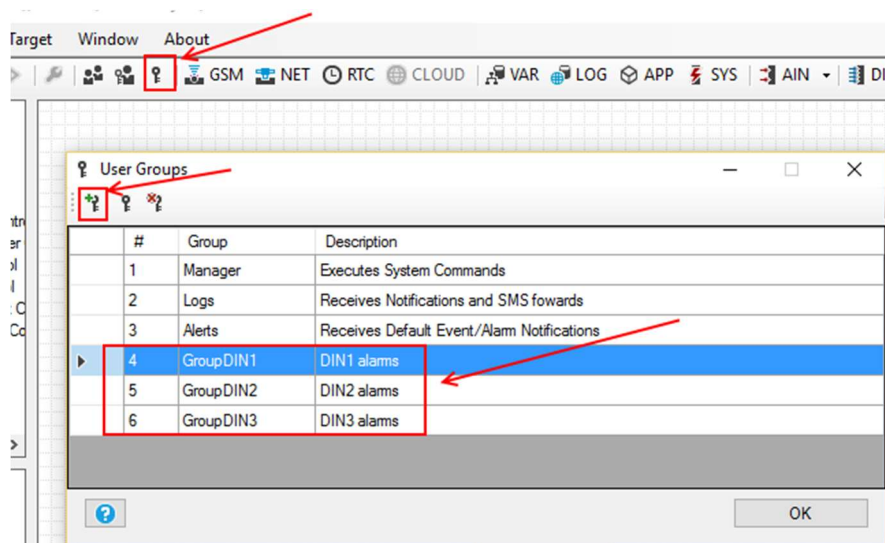 Target Window About
GSM NET RTC CLOUD VAR LOG APP SYS AIN
User Groups
# Group Description
1 Manager Executes System Commands
2 Logs Receives Notifications and SMS fowards
3 Alerts Receives Default Event/Alarm Notifications
4 GroupDIN1 DIN1 alarms
5 GroupDIN2 DIN2 alarms
6 GroupDIN3 DIN3 alarms
OK